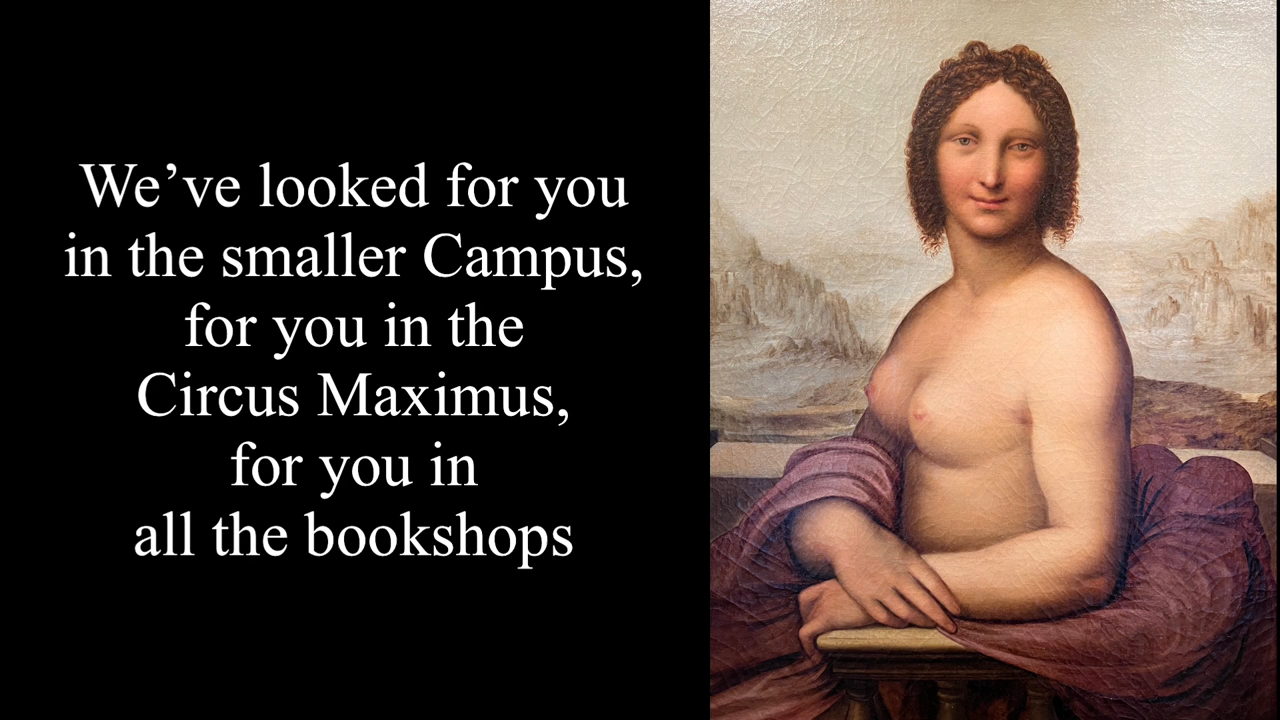 We’ve looked for you
in the smaller Campus,
for you in the
Circus Maximus,
for you in
all the bookshops